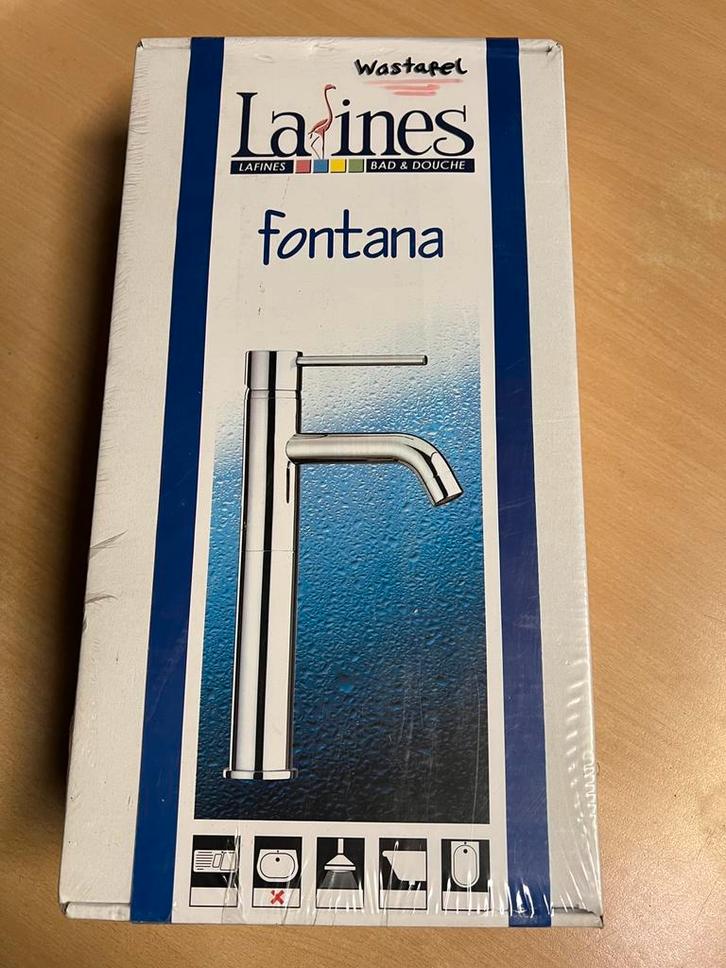 Wastafel
Lafines
LAFINES BAD & DOUCHE
fontana